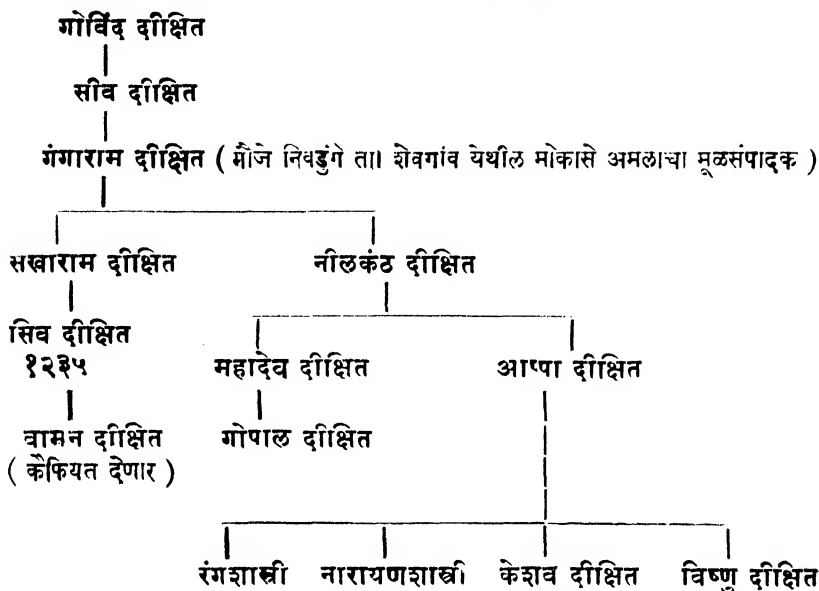 गोविंद दीक्षित
सीव दीक्षित
गंगाराम दीक्षित ( मौजे निवडुंगे ता॥ शेवगांव येथील मोकासे अमलाचा मूळसंपादक )
सखाराम दीक्षित नीलकंठ दीक्षित
सिव दीक्षित
१२३५ महादेव दीक्षित आप्पा दीक्षित
वामन दीक्षित गोपाल दीक्षित
( कैफियत देणार )
रंगशास्त्री नारायणशास्त्री केशव दीक्षित विष्णु दीक्षित